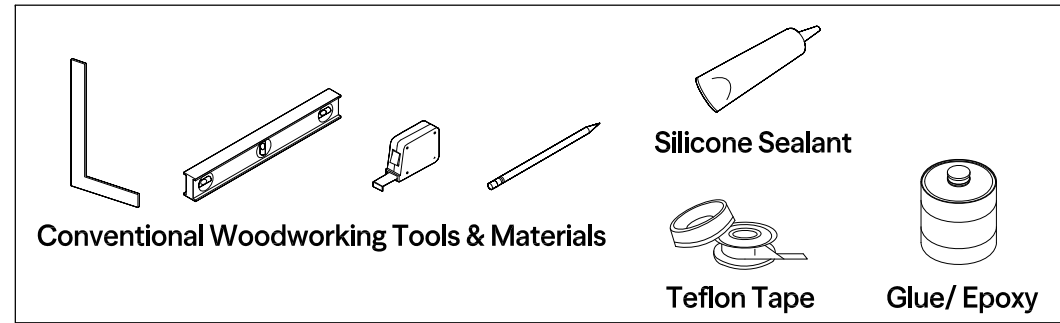 Silicone Sealant
Conventional Woodworking Tools & Materials
Teflon Tape
Glue/ Epoxy